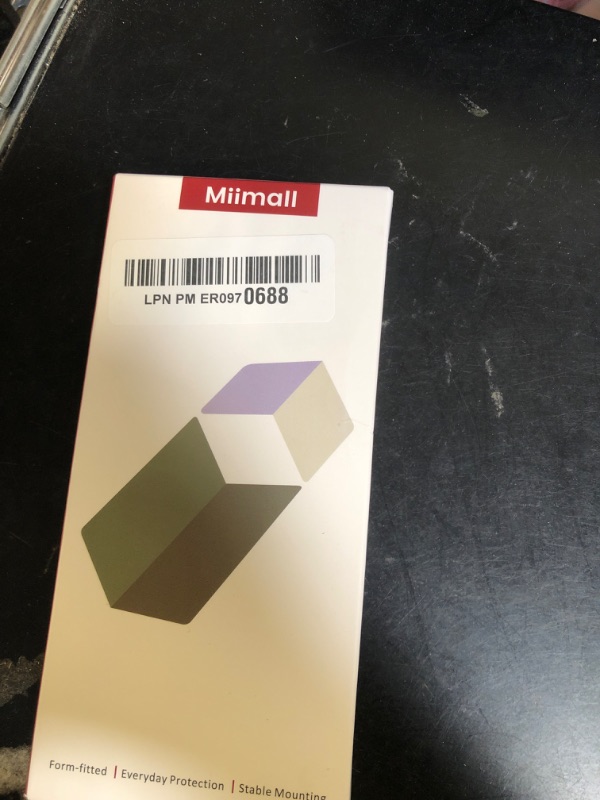 Miimall
LPN PM ER0970688
Form-fitted | Everyday Protection | Stable Mounting